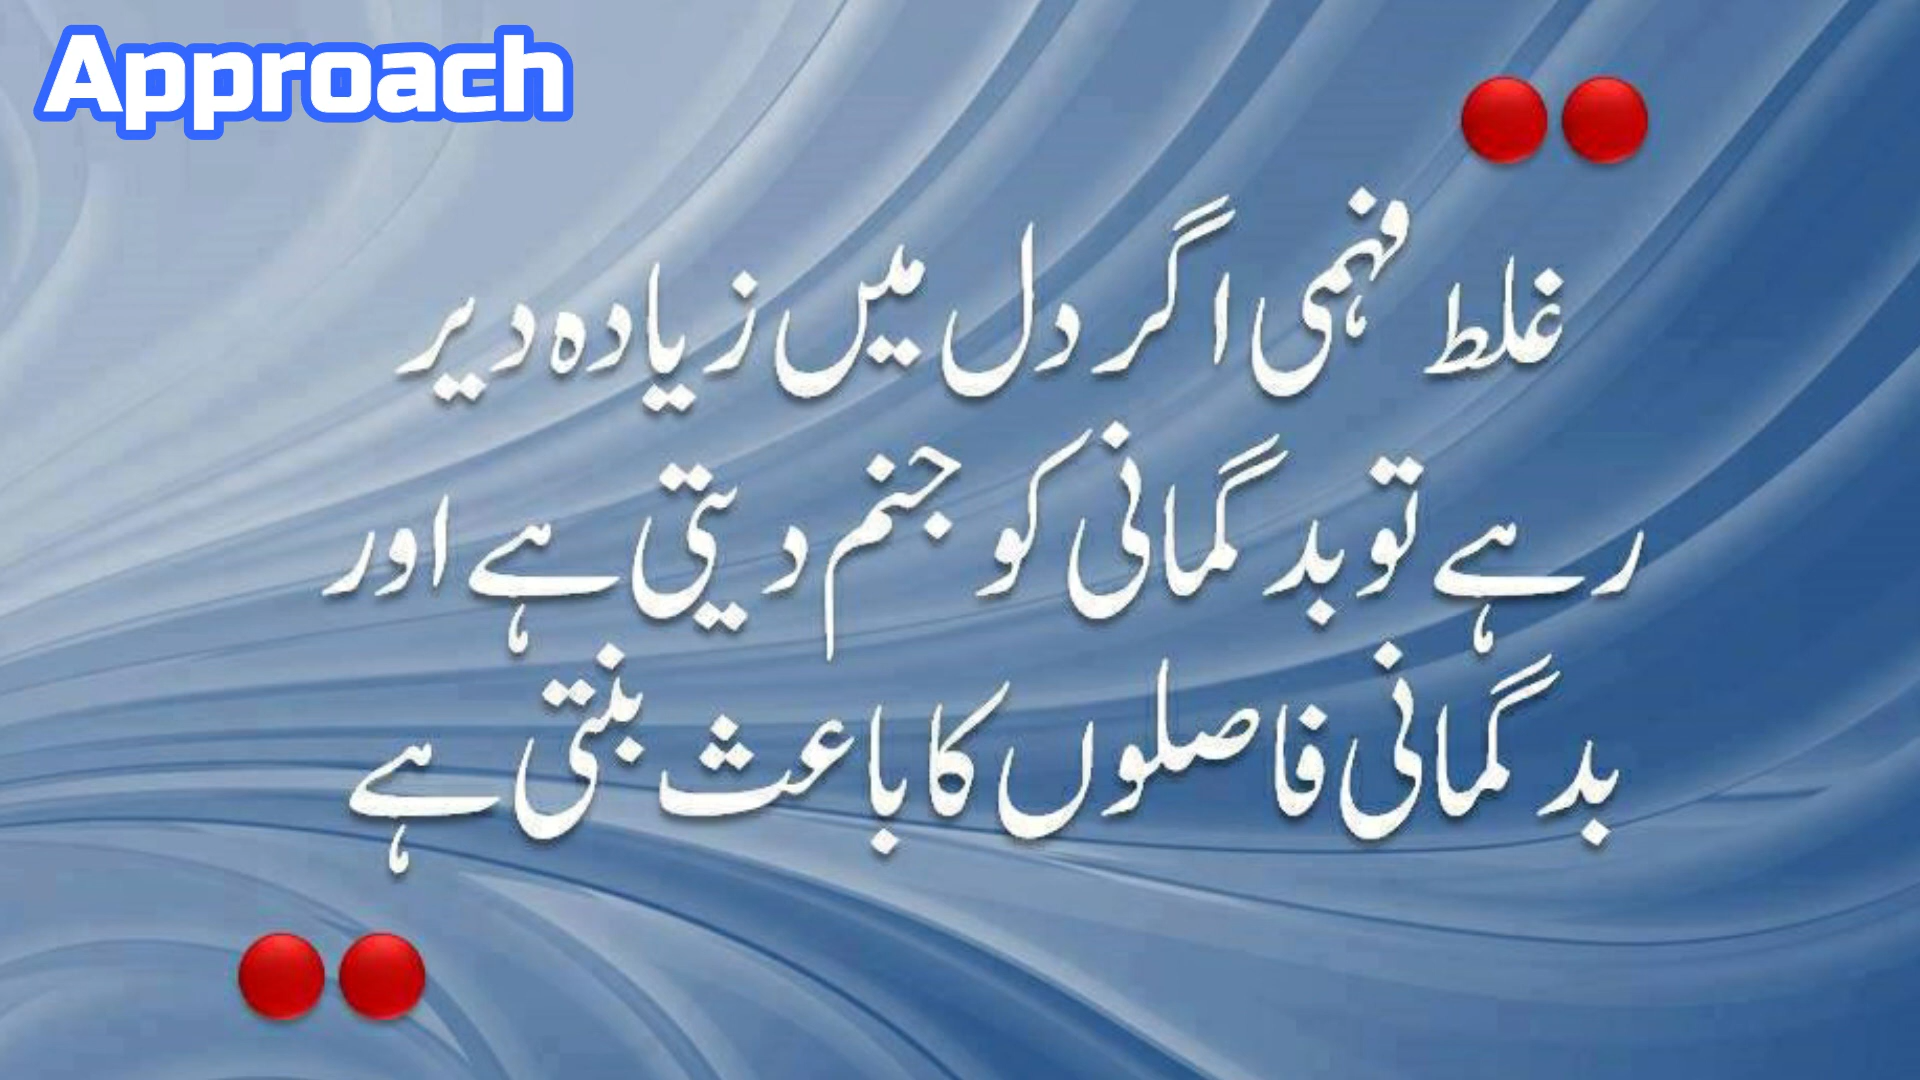 Approach
غلط فہمی اگر دل میں زیادہ دیر
رہے تو بدگمانی کو جنم دیتی ہے اور
بدگمانی فاصلوں کا باعث بنتی ہے